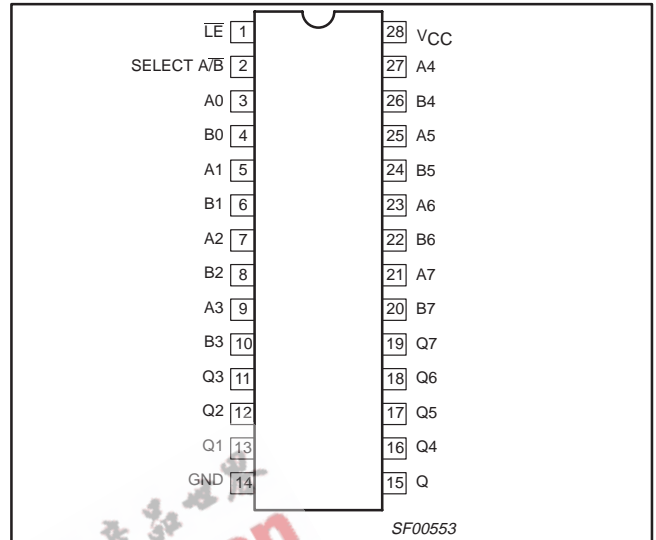 L̅E̅ 1 28 VCC
SELECT A/B̅ 2 27 A4
A0 3 26 B4
B0 4 25 A5
A1 5 24 B5
B1 6 23 A6
A2 7 22 B6
B2 8 21 A7
A3 9 20 B7
B3 10 19 Q7
Q3 11 18 Q6
Q2 12 17 Q5
Q1 13 16 Q4
GND 14 15 Q
SF00553